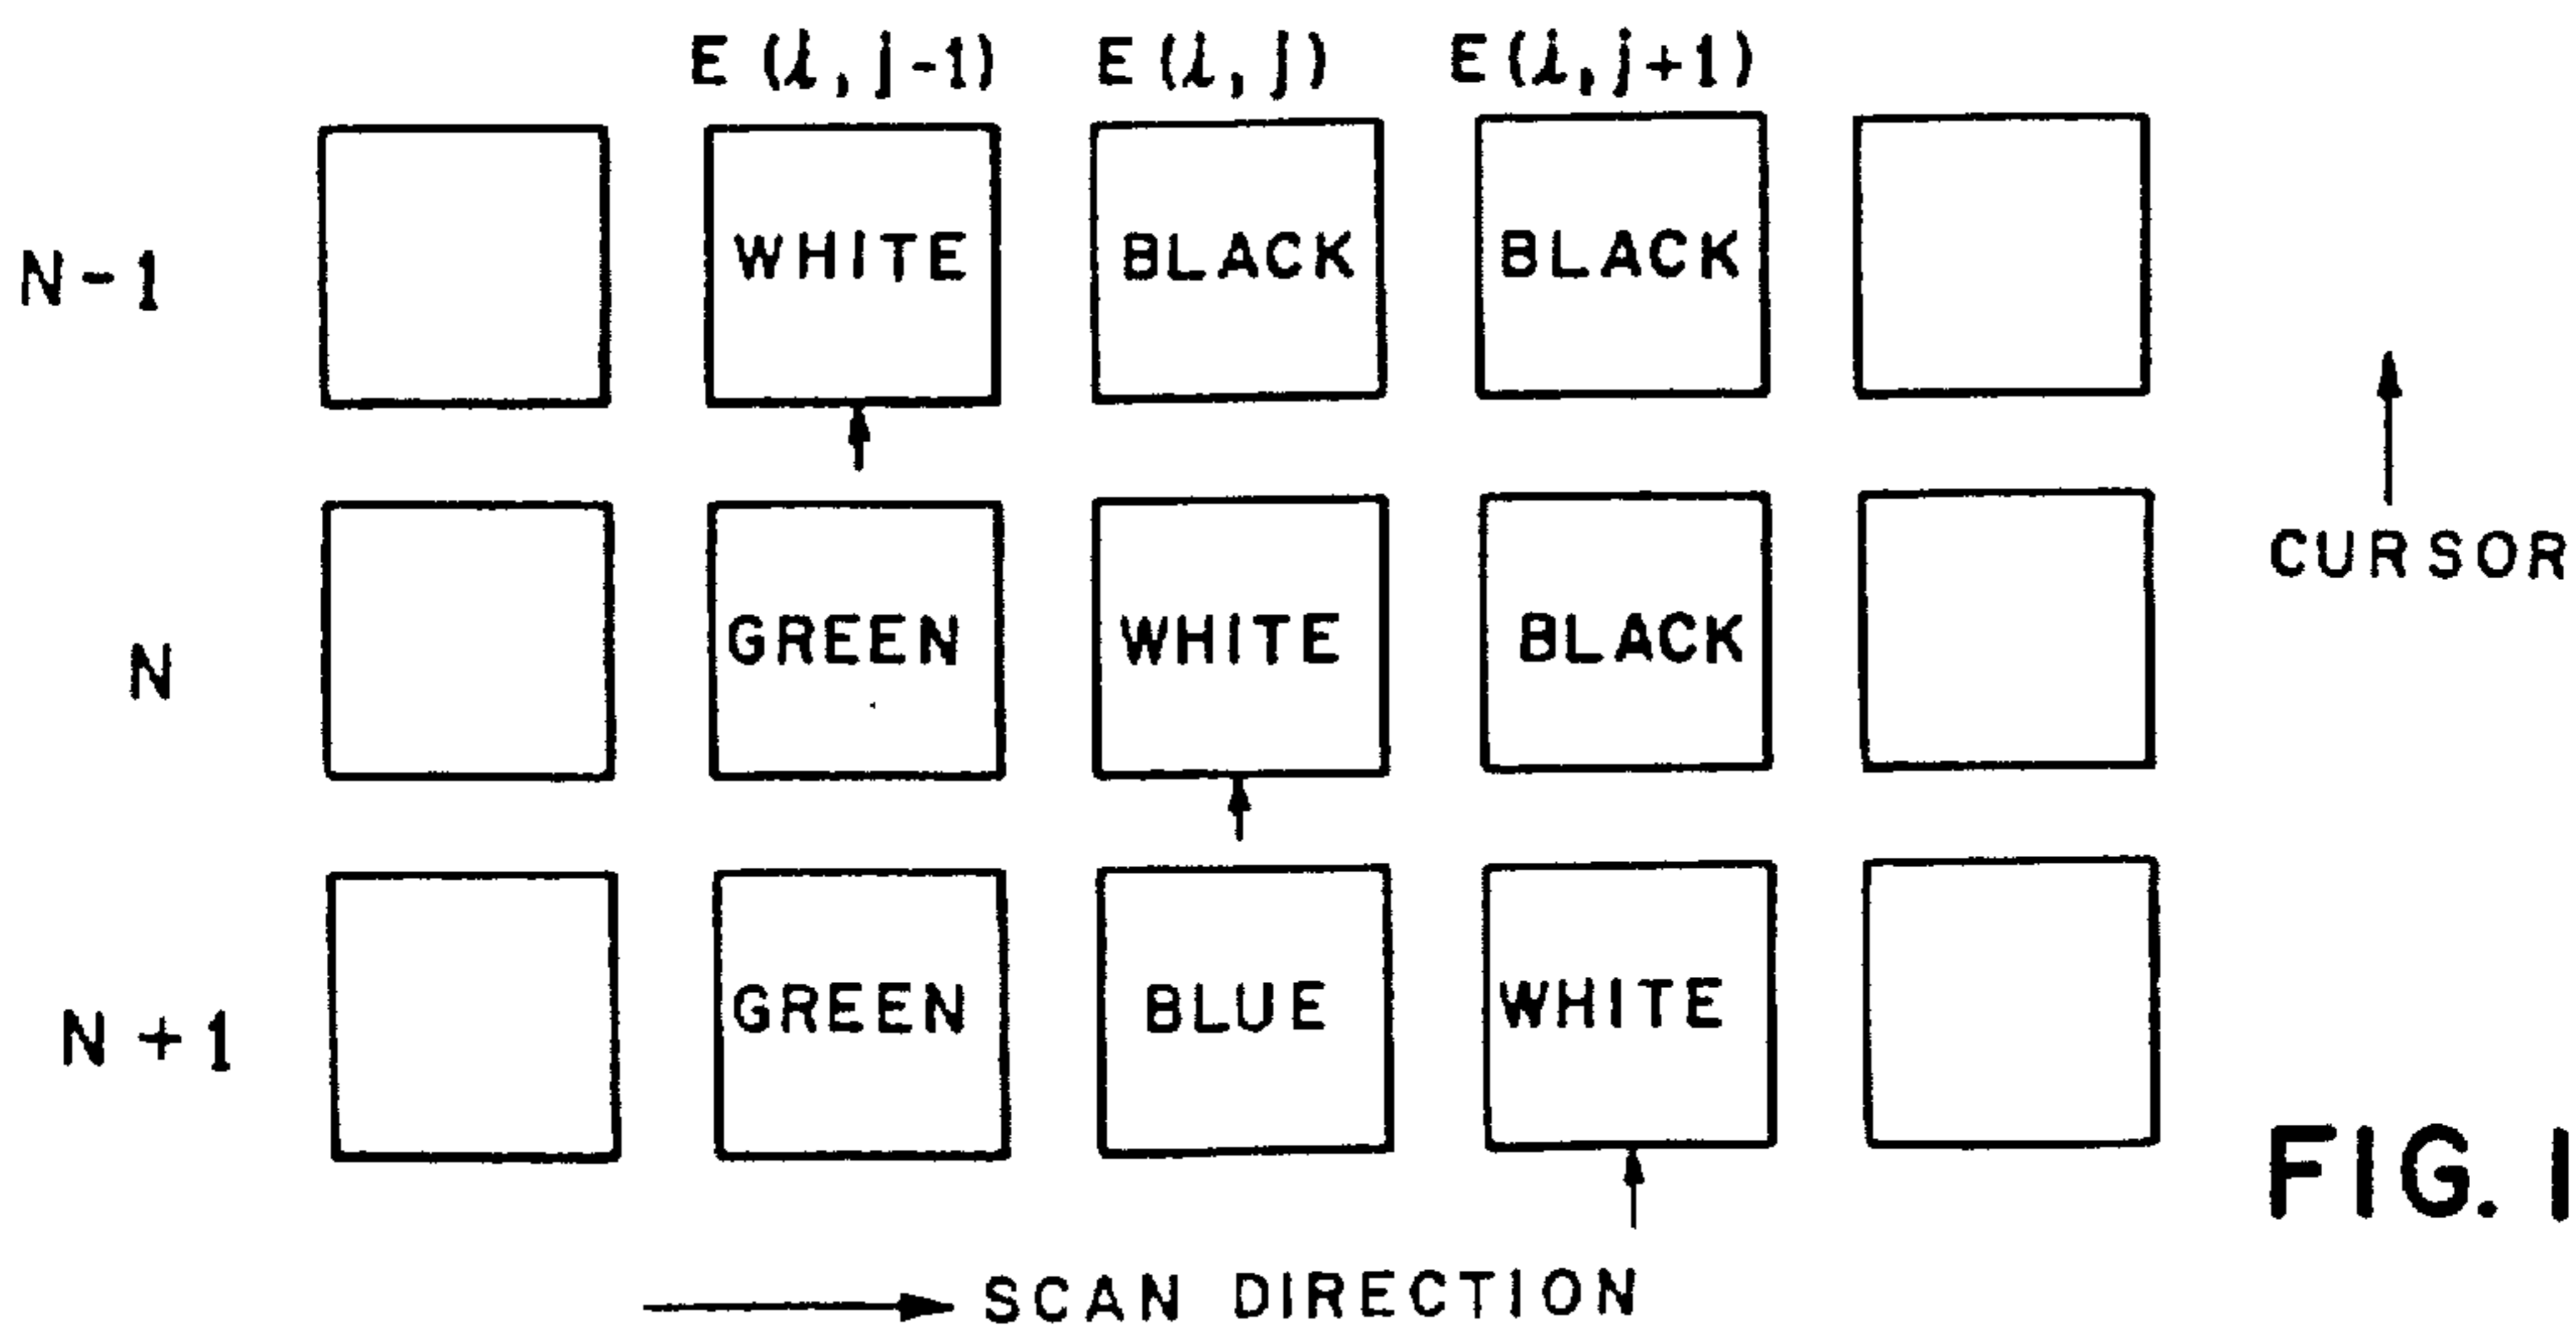 E (i, j-1) E (i, j) E (i, j+1)
N-1 WHITE BLACK BLACK
CURSOR
N GREEN WHITE BLACK
N+1 GREEN BLUE WHITE
FIG. 1
SCAN DIRECTION